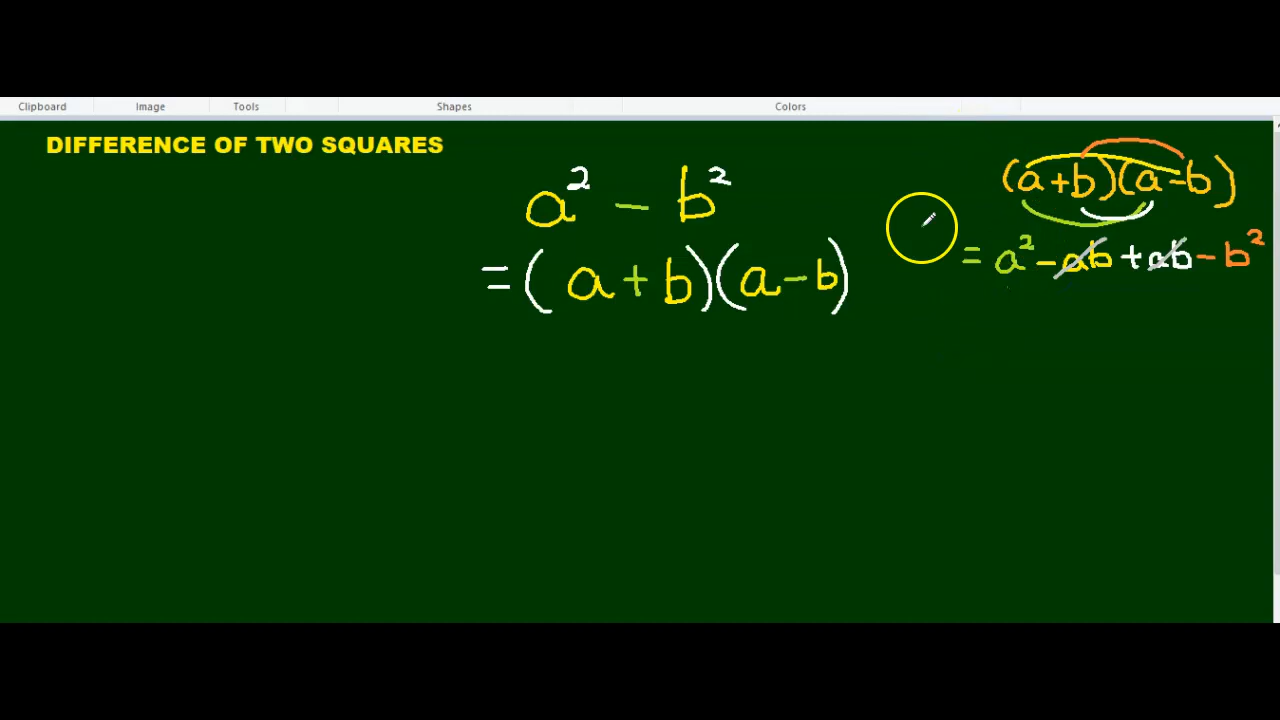 Clipboard Image Tools Shapes Colors
DIFFERENCE OF TWO SQUARES
a² - b²
= (a + b)(a - b)
(a + b)(a - b)
= a² - ab + ab - b²